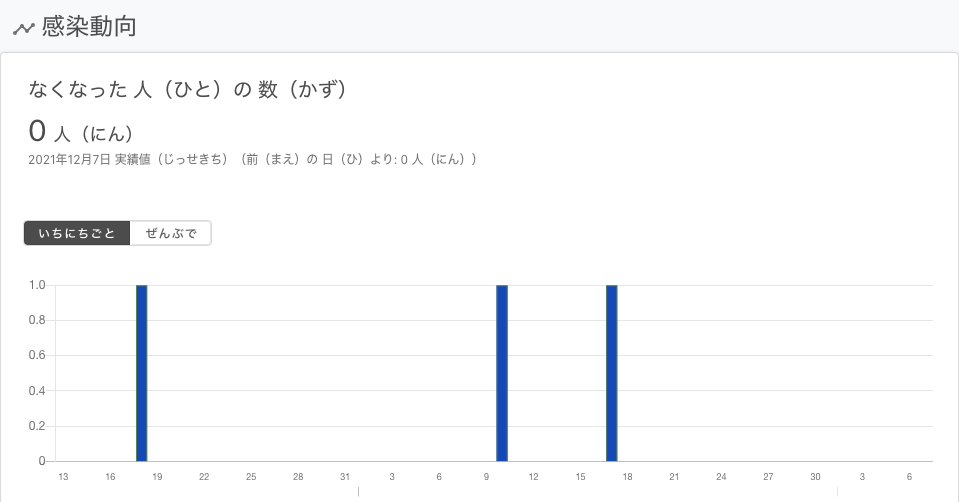 感染動向
なくなった 人（ひと）の 数（かず）
0 人（にん）
2021年12月7日 実績値（じっせきち）（前（まえ）の 日（ひ）より: 0 人（にん））
いちにちごと ぜんぶで
1.0
0.8
0.6
0.4
0.2
0
13 16 19 22 25 28 31 3 6 9 12 15 18 21 24 27 30 3 6